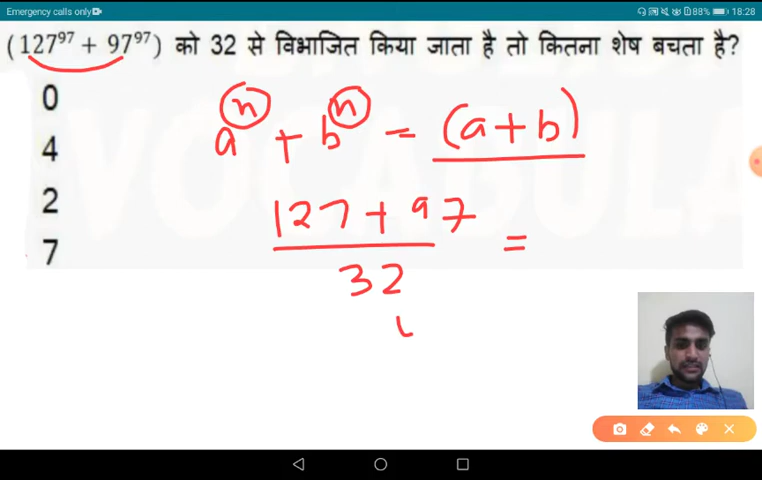 Emergency calls only 88% 18:28
(127⁹⁷ + 97⁹⁷) को 32 से विभाजित किया जाता है तो कितना शेष बचता है?
0
4
2
7
aⁿ + bⁿ = (a+b)
127+97
32
=